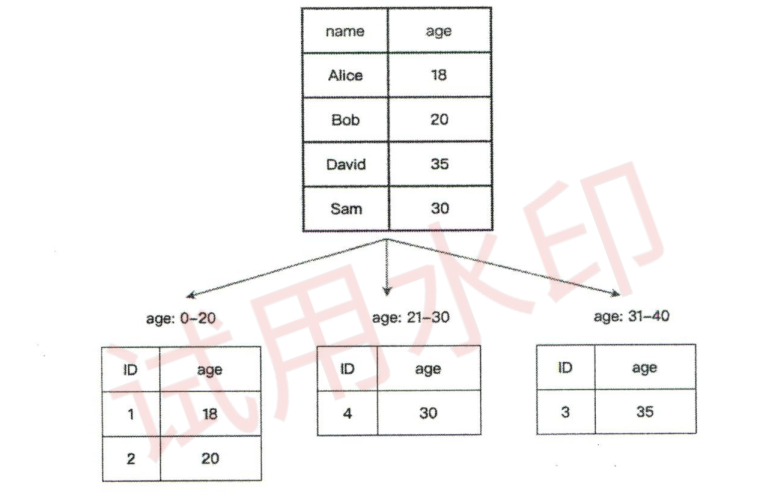 name age
Alice 18
Bob 20
David 35
Sam 30
age: 0–20 age: 21–30 age: 31–40
ID age ID age ID age
1 18 4 30 3 35
2 20
试用水印